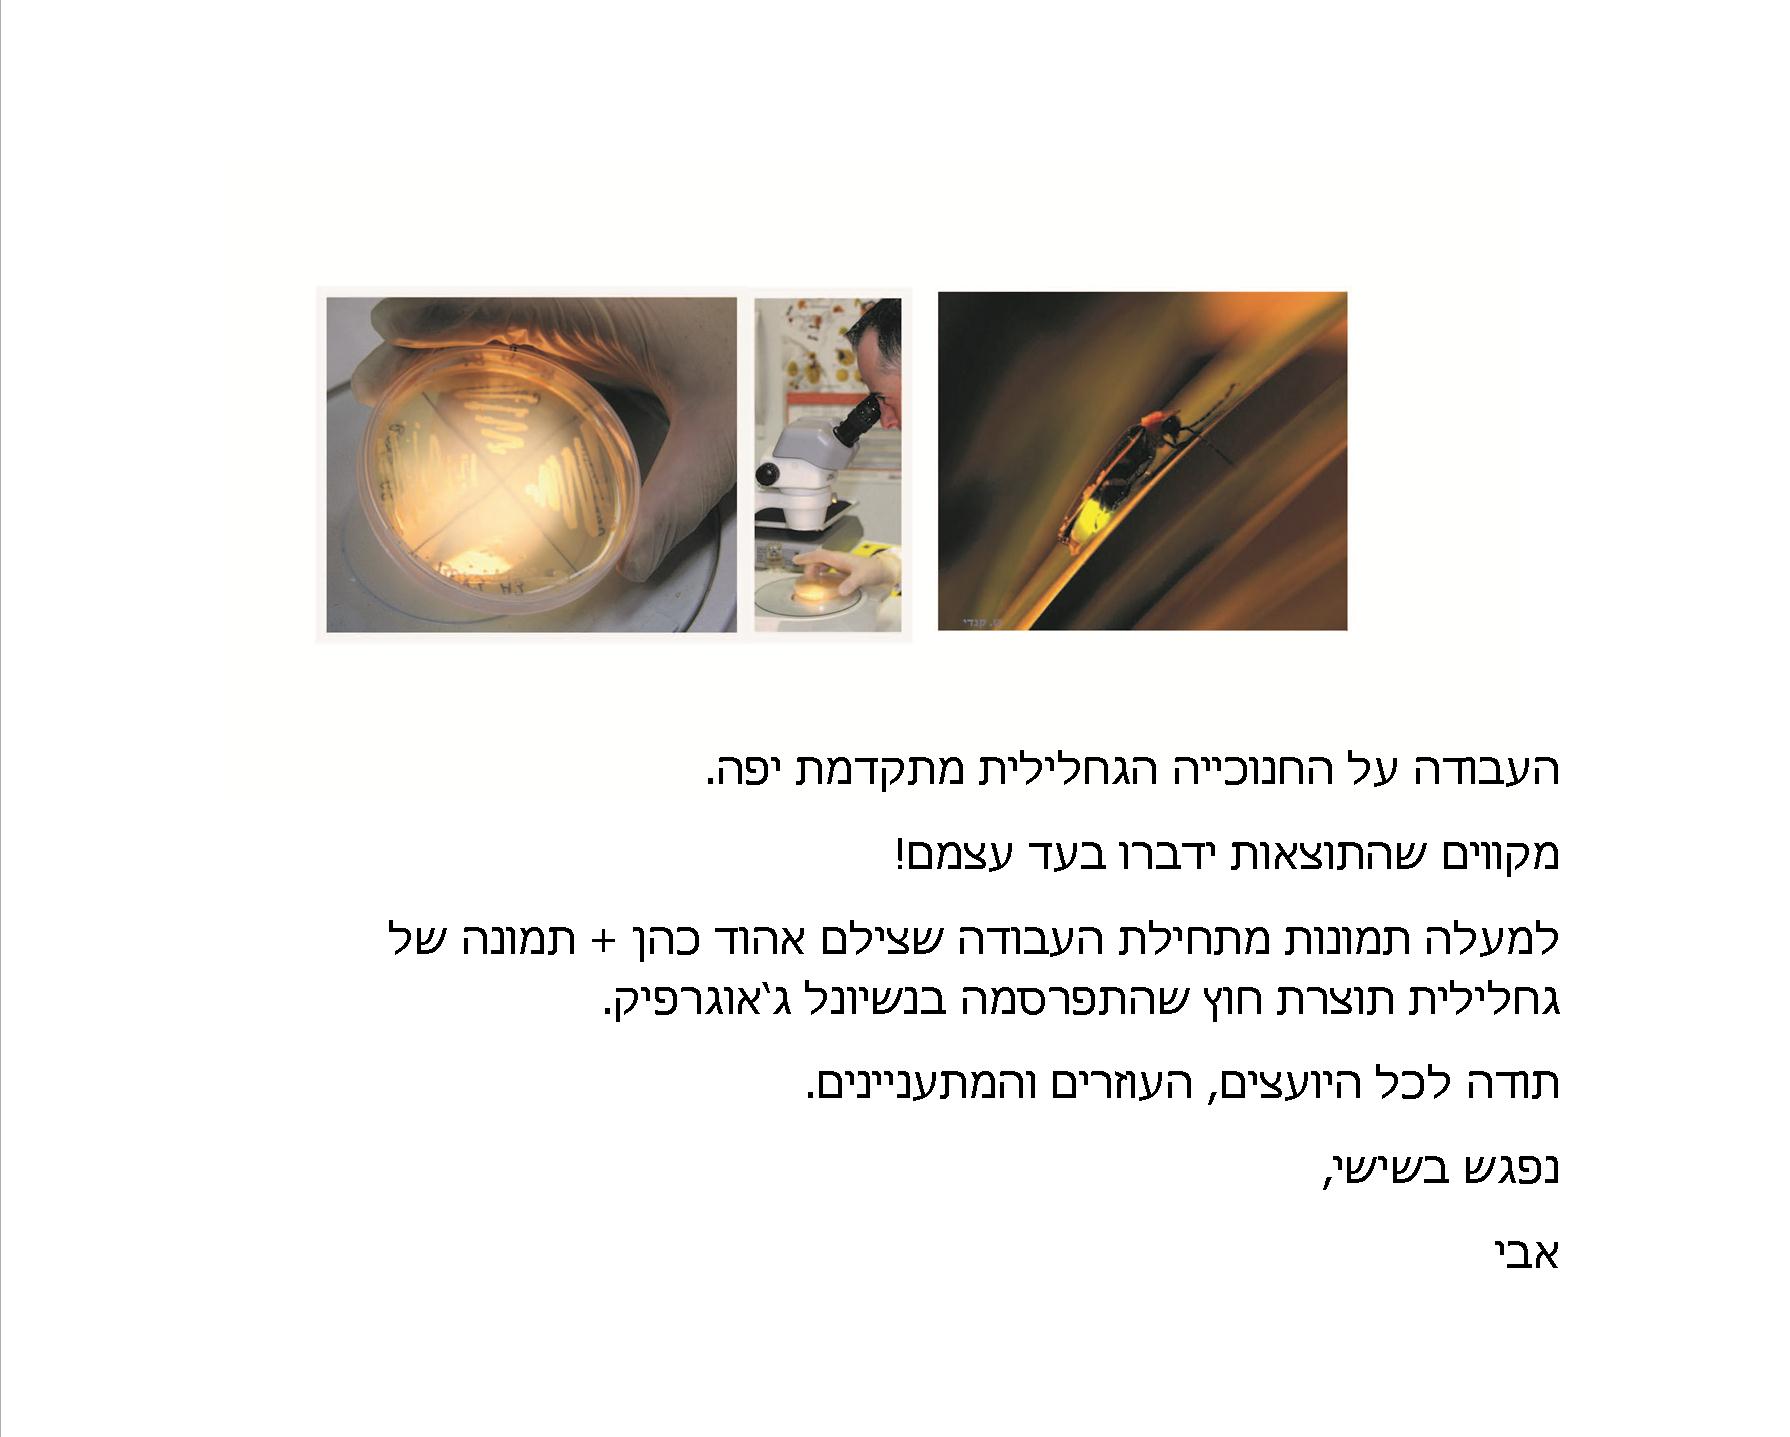 העבודה על החנוכייה הגחלילית מתקדמת יפה.
מקווים שהתוצאות ידברו בעד עצמם!
למעלה תמונות מתחילת העבודה שצילם אהוד כהן + תמונה של
גחלילית תוצרת חוץ שהתפרסמה בנשיונל ג'אוגרפיק.
תודה לכל היועצים, העוזרים והמתעניינים.
נפגש בשישי,
אבי